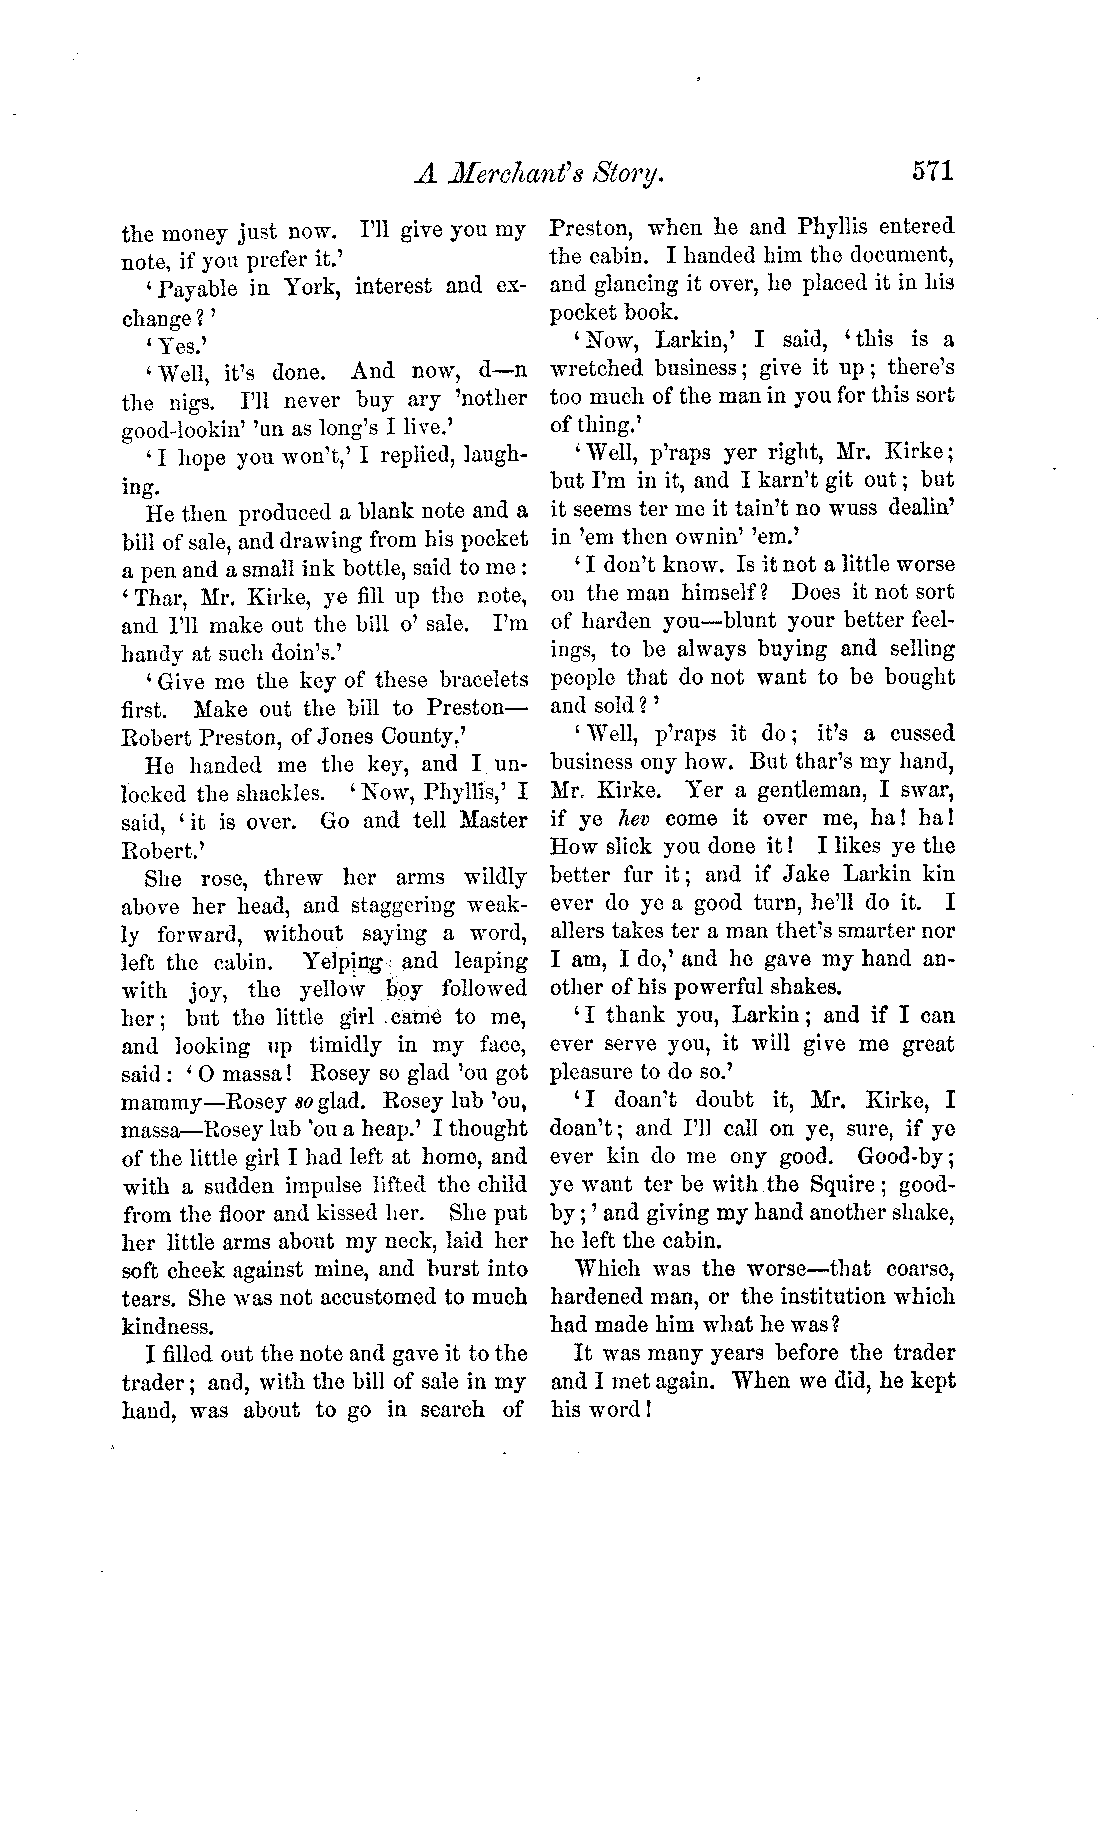 A Merchant's Story. 571
the money just now. I'll give you my
note, if you prefer it.'
'Payable in York, interest and ex-
change?'
'Yes.'
'Well, it's done. And now, d—n
the nigs. I'll never buy ary 'nother
good-lookin' 'un as long's I live.'
'I hope you won't,' I replied, laugh-
ing.
He then produced a blank note and a
bill of sale, and drawing from his pocket
a pen and a small ink bottle, said to me:
'Thar, Mr. Kirke, ye fill up the note,
and I'll make out the bill o' sale. I'm
handy at such doin's.'
'Give me the key of these bracelets
first. Make out the bill to Preston—
Robert Preston, of Jones County.'
He handed me the key, and I un-
locked the shackles. 'Now, Phyllis,' I
said, 'it is over. Go and tell Master
Robert.'
She rose, threw her arms wildly
above her head, and staggering weak-
ly forward, without saying a word,
left the cabin. Yelping and leaping
with joy, the yellow boy followed
her; but the little girl came to me,
and looking up timidly in my face,
said: 'O massa! Rosey so glad 'ou got
mammy—Rosey so glad. Rosey lub 'ou,
massa—Rosey lub 'ou a heap.' I thought
of the little girl I had left at home, and
with a sudden impulse lifted the child
from the floor and kissed her. She put
her little arms about my neck, laid her
soft cheek against mine, and burst into
tears. She was not accustomed to much
kindness.
I filled out the note and gave it to the
trader; and, with the bill of sale in my
hand, was about to go in search of
Preston, when he and Phyllis entered
the cabin. I handed him the document,
and glancing it over, he placed it in his
pocket book.
'Now, Larkin,' I said, 'this is a
wretched business; give it up; there's
too much of the man in you for this sort
of thing.'
'Well, p'raps yer right, Mr. Kirke;
but I'm in it, and I karn't git out; but
it seems ter me it tain't no wuss dealin'
in 'em then ownin' 'em.'
'I don't know. Is it not a little worse
on the man himself? Does it not sort
of harden you—blunt your better feel-
ings, to be always buying and selling
people that do not want to be bought
and sold?'
'Well, p'raps it do; it's a cussed
business ony how. But thar's my hand,
Mr. Kirke. Yer a gentleman, I swar,
if ye hev come it over me, ha! ha!
How slick you done it! I likes ye the
better fur it; and if Jake Larkin kin
ever do ye a good turn, he'll do it. I
allers takes ter a man thet's smarter nor
I am, I do,' and he gave my hand an-
other of his powerful shakes.
'I thank you, Larkin; and if I can
ever serve you, it will give me great
pleasure to do so.'
'I doan't doubt it, Mr. Kirke, I
doan't; and I'll call on ye, sure, if ye
ever kin do me ony good. Good-by;
ye want ter be with the Squire; good-
by;' and giving my hand another shake,
he left the cabin.
Which was the worse—that coarse,
hardened man, or the institution which
had made him what he was?
It was many years before the trader
and I met again. When we did, he kept
his word!